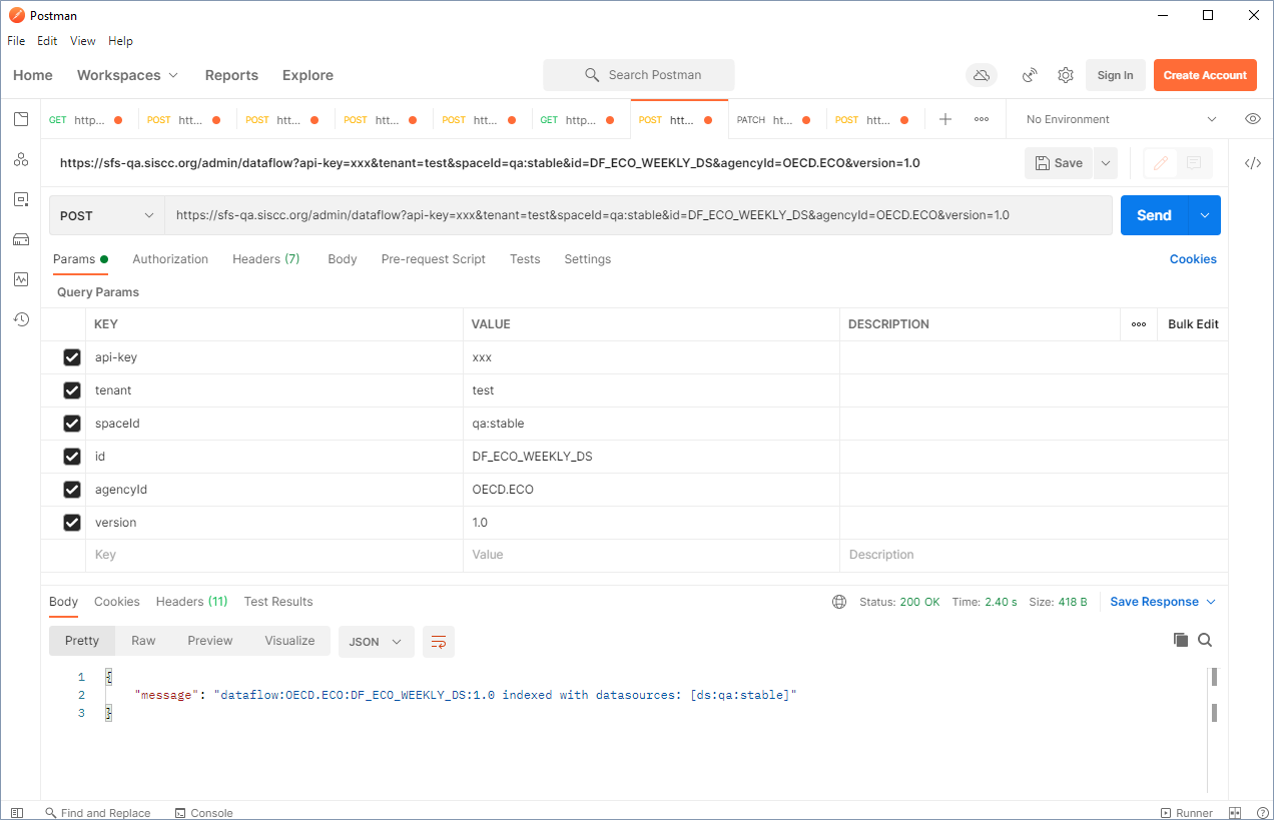 Postman
File Edit View Help
Home Workspaces Reports Explore Search Postman Sign In Create Account
GET http... POST htt... POST htt... POST htt... POST htt... GET http... POST htt... PATCH ht... POST htt... No Environment
https://sfs-qa.siscc.org/admin/dataflow?api-key=xxx&tenant=test&spaceId=qa:stable&id=DF_ECO_WEEKLY_DS&agencyId=OECD.ECO&version=1.0 Save
POST https://sfs-qa.siscc.org/admin/dataflow?api-key=xxx&tenant=test&spaceId=qa:stable&id=DF_ECO_WEEKLY_DS&agencyId=OECD.ECO&version=1.0 Send
Params Authorization Headers (7) Body Pre-request Script Tests Settings Cookies
Query Params
KEY VALUE DESCRIPTION Bulk Edit
api-key xxx
tenant test
spaceId qa:stable
id DF_ECO_WEEKLY_DS
agencyId OECD.ECO
version 1.0
Key Value Description
Body Cookies Headers (11) Test Results Status: 200 OK Time: 2.40 s Size: 418 B Save Response
Pretty Raw Preview Visualize JSON
1 {
2 "message": "dataflow:OECD.ECO:DF_ECO_WEEKLY_DS:1.0 indexed with datasources: [ds:qa:stable]"
3 }
Find and Replace Console Runner